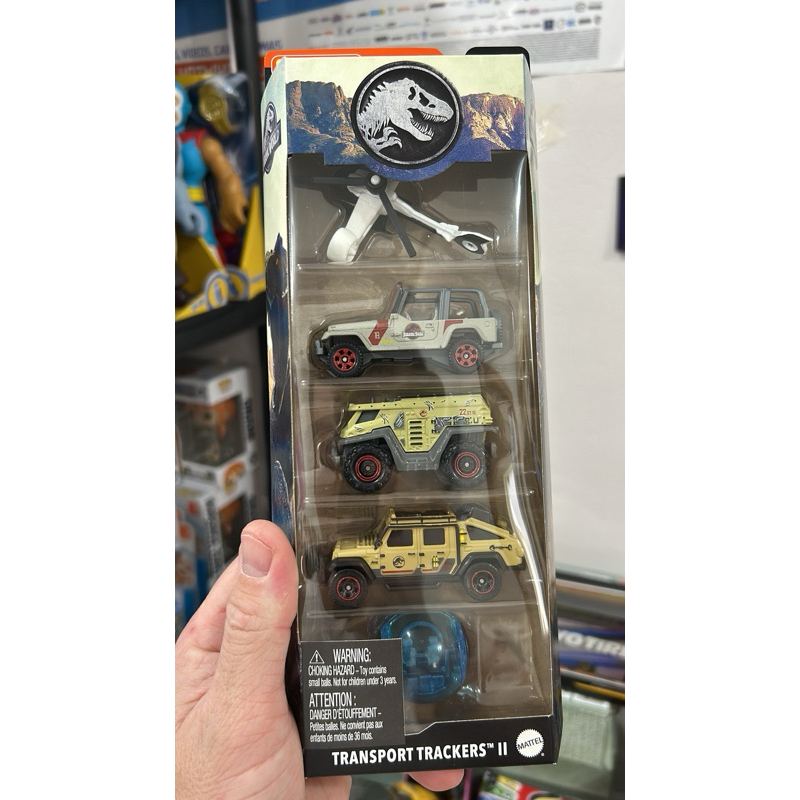 22
WARNING:
CHOKING HAZARD – Toy contains
small balls. Not for children under 3 years.
ATTENTION :
DANGER D'ÉTOUFFEMENT –
Petites balles. Ne convient pas aux
enfants de moins de 36 mois.
TRANSPORT TRACKERS™ II
MATTEL